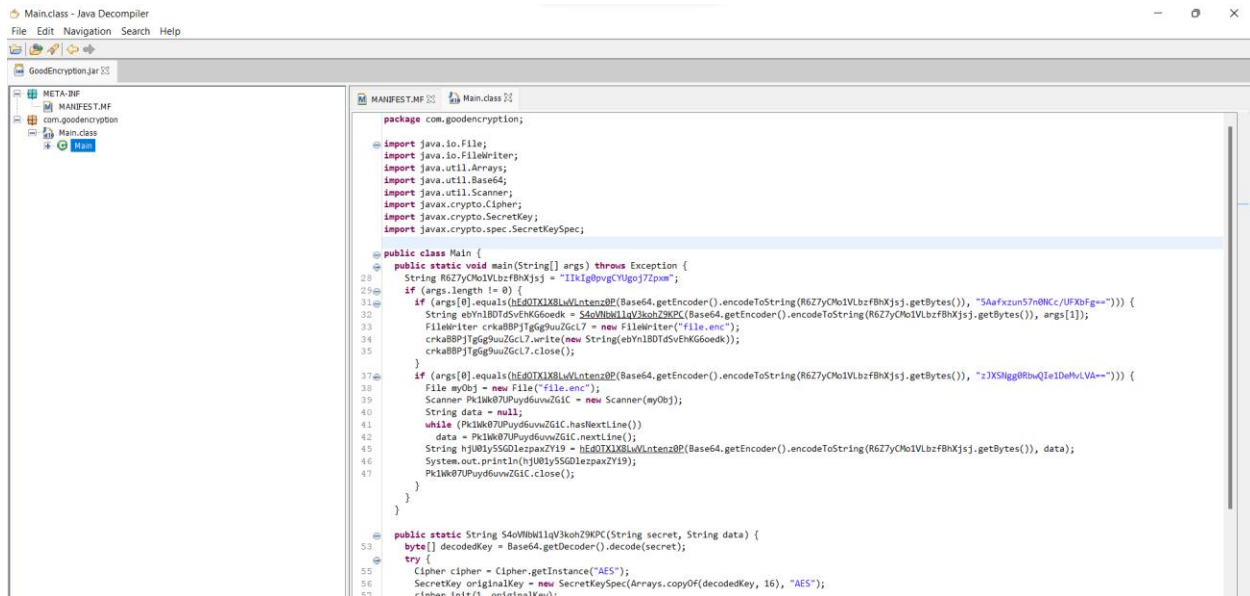 Main.class - Java Decompiler
File Edit Navigation Search Help
GoodEncryption.jar
META-INF
MANIFEST.MF
com.goodencryption
Main.class
Main
MANIFEST.MF Main.class
package com.goodencryption;
import java.io.File;
import java.io.FileWriter;
import java.util.Arrays;
import java.util.Base64;
import java.util.Scanner;
import javax.crypto.Cipher;
import javax.crypto.SecretKey;
import javax.crypto.spec.SecretKeySpec;
public class Main {
public static void main(String[] args) throws Exception {
28 String R6Z7yCMo1VLbzfBhXjsj = "IIkIg0pvgCYUgoj7Zpxm";
29 if (args.length != 0) {
31 if (args[0].equals(hEdOTX1X8LwVLntenz0P(Base64.getEncoder().encodeToString(R6Z7yCMo1VLbzfBhXjsj.getBytes()), "5Aafxzun57n0NCc/UFXbFg=="))) {
32 String ebYnlBDTdSvEhKG6oedk = S4oVNbW1lqV3kohZ9KPC(Base64.getEncoder().encodeToString(R6Z7yCMo1VLbzfBhXjsj.getBytes()), args[1]);
33 FileWriter crkaBBPjTgGg9uuZGcL7 = new FileWriter("file.enc");
34 crkaBBPjTgGg9uuZGcL7.write(new String(ebYnlBDTdSvEhKG6oedk));
35 crkaBBPjTgGg9uuZGcL7.close();
}
37 if (args[0].equals(hEdOTX1X8LwVLntenz0P(Base64.getEncoder().encodeToString(R6Z7yCMo1VLbzfBhXjsj.getBytes()), "zJXSNgg0RbwQIe1DeMvLVA=="))) {
38 File myObj = new File("file.enc");
39 Scanner Pk1Wk07UPuyd6uvwZGiC = new Scanner(myObj);
40 String data = null;
41 while (Pk1Wk07UPuyd6uvwZGiC.hasNextLine())
42 data = Pk1Wk07UPuyd6uvwZGiC.nextLine();
45 String hjU01y5SGDlezpaxZYi9 = hEdOTX1X8LwVLntenz0P(Base64.getEncoder().encodeToString(R6Z7yCMo1VLbzfBhXjsj.getBytes()), data);
46 System.out.println(hjU01y5SGDlezpaxZYi9);
47 Pk1Wk07UPuyd6uvwZGiC.close();
}
}
}
public static String S4oVNbW1lqV3kohZ9KPC(String secret, String data) {
53 byte[] decodedKey = Base64.getDecoder().decode(secret);
try {
55 Cipher cipher = Cipher.getInstance("AES");
56 SecretKey originalKey = new SecretKeySpec(Arrays.copyOf(decodedKey, 16), "AES");
57 cipher.init(1, originalKey);